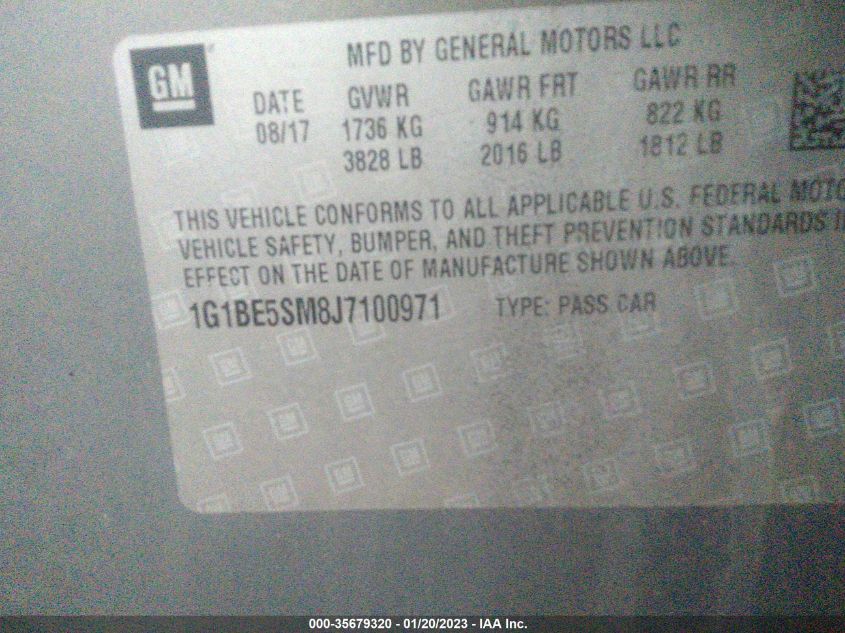 GM
MFD BY GENERAL MOTORS LLC
DATE GVWR GAWR FRT GAWR RR
08/17 1736 KG 914 KG 822 KG
3828 LB 2016 LB 1812 LB
THIS VEHICLE CONFORMS TO ALL APPLICABLE U.S. FEDERAL MOTO
VEHICLE SAFETY, BUMPER, AND THEFT PREVENTION STANDARDS I
EFFECT ON THE DATE OF MANUFACTURE SHOWN ABOVE.
1G1BE5SM8J7100971 TYPE: PASS CAR
000-35679320 - 01/20/2023 - IAA Inc.